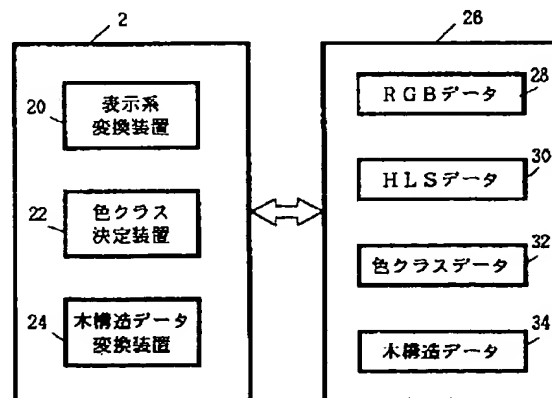 2
20
表示系
変換装置
22
色クラス
決定装置
24
木構造データ
変換装置
26
28
RGBデータ
30
HLSデータ
32
色クラスデータ
34
木構造データ